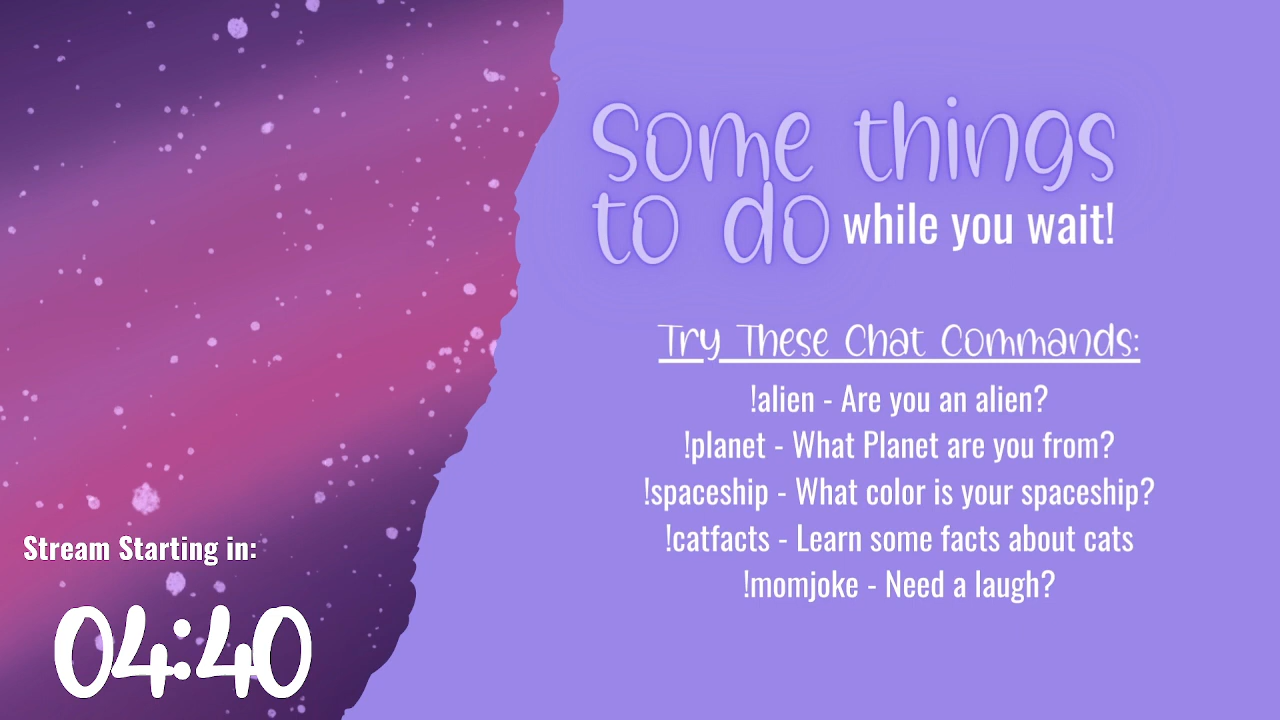 Some things
to do while you wait!
Try These Chat Commands:
!alien - Are you an alien?
!planet - What Planet are you from?
!spaceship - What color is your spaceship?
!catfacts - Learn some facts about cats
!momjoke - Need a laugh?
Stream Starting in:
04:40